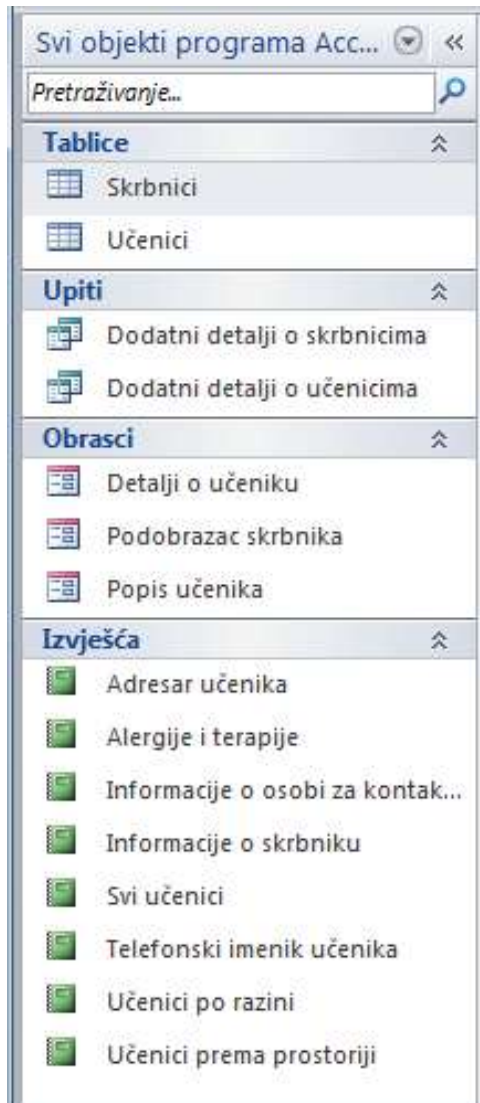 Svi objekti programa Acc...
Pretraživanje...
Tablice
Skrbnici
Učenici
Upiti
Dodatni detalji o skrbnicima
Dodatni detalji o učenicima
Obrasci
Detalji o učeniku
Podobrazac skrbnika
Popis učenika
Izvješća
Adresar učenika
Alergije i terapije
Informacije o osobi za kontak...
Informacije o skrbniku
Svi učenici
Telefonski imenik učenika
Učenici po razini
Učenici prema prostoriji